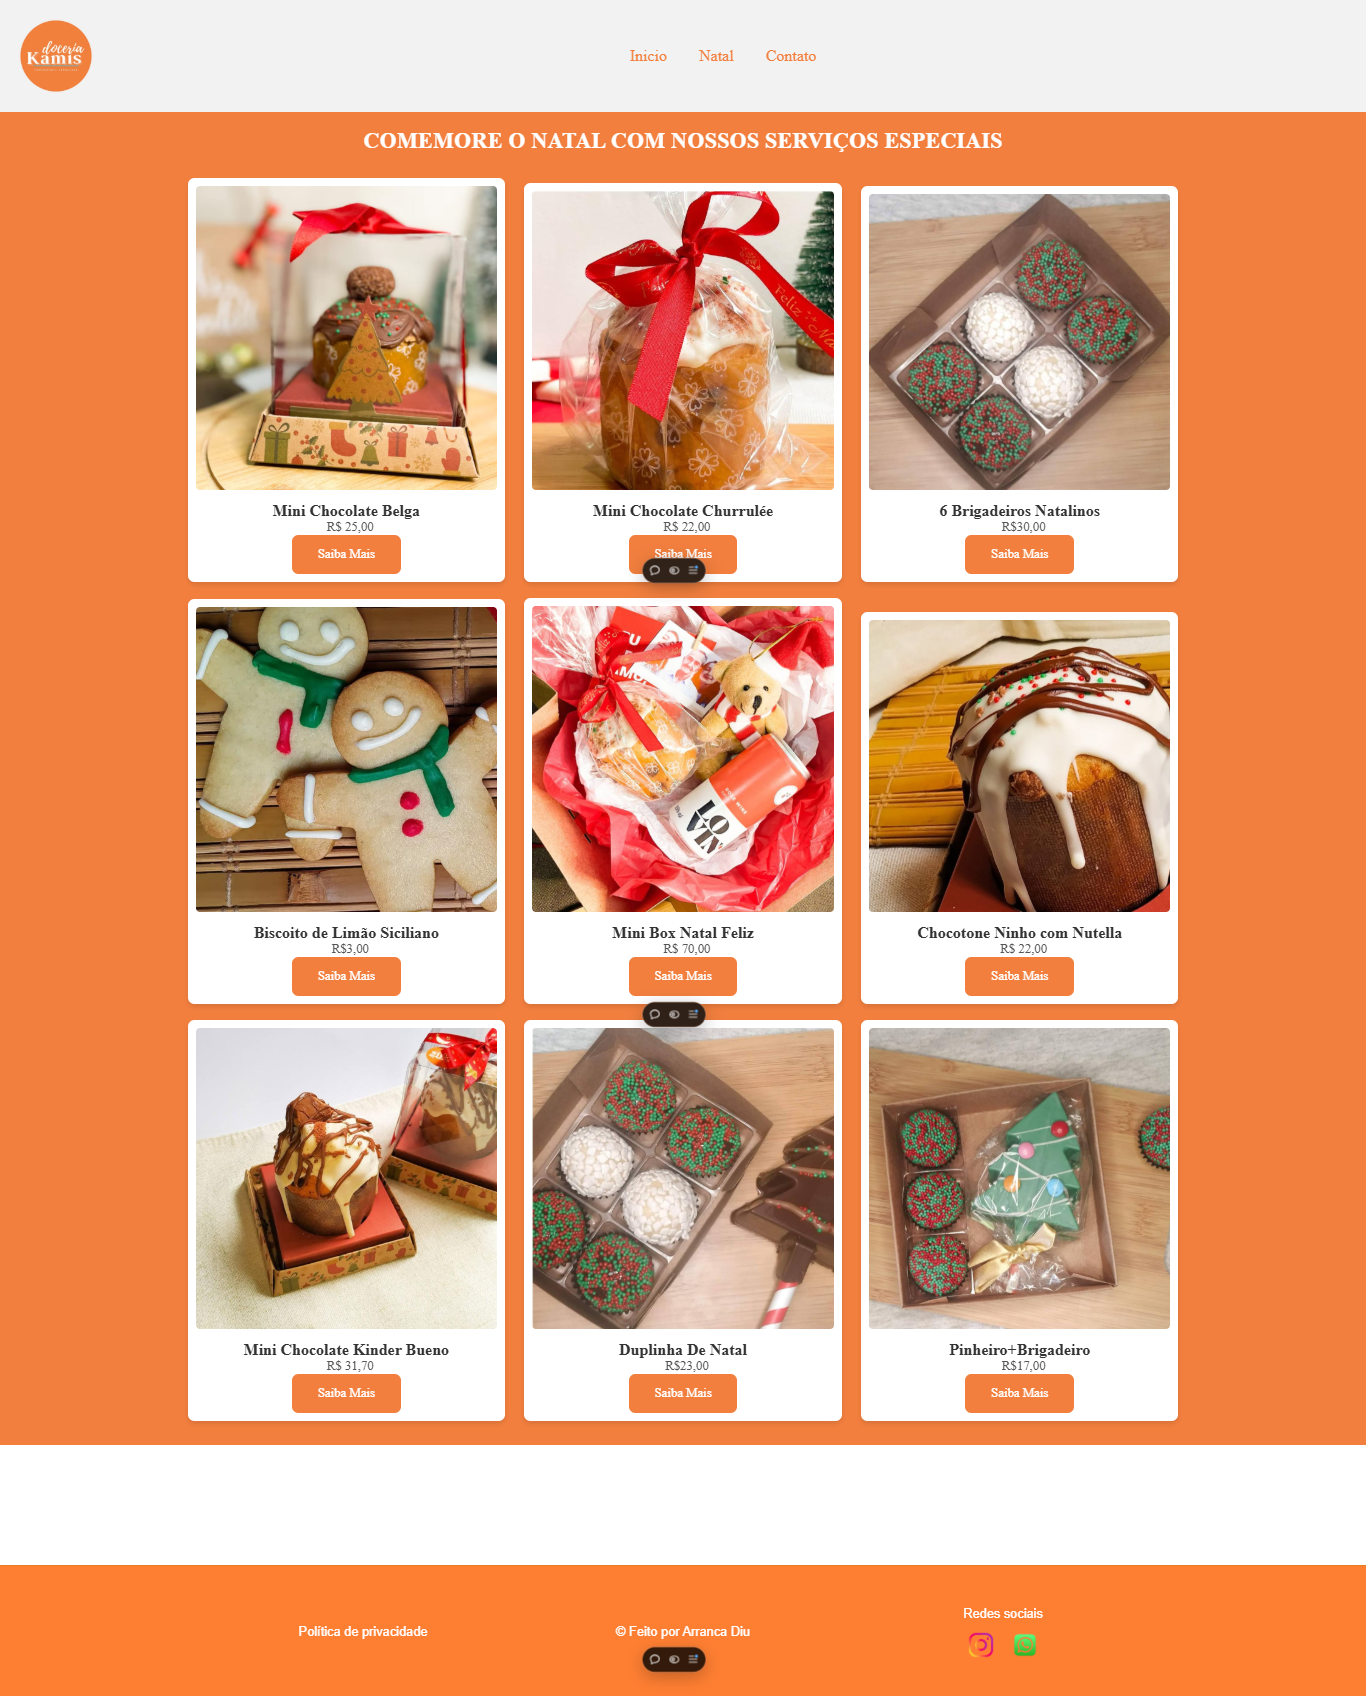 doceria
Kamis
Inicio Natal Contato
COMEMORE O NATAL COM NOSSOS SERVIÇOS ESPECIAIS
Feliz
Mini Chocolate Belga
R$ 25,00
Saiba Mais
Mini Chocolate Churrulée
R$ 22,00
Saiba Mais
6 Brigadeiros Natalinos
R$30,00
Saiba Mais
LO
VIN
Biscoito de Limão Siciliano
R$3,00
Saiba Mais
Mini Box Natal Feliz
R$ 70,00
Saiba Mais
Chocotone Ninho com Nutella
R$ 22,00
Saiba Mais
Mini Chocolate Kinder Bueno
R$ 31,70
Saiba Mais
Duplinha De Natal
R$23,00
Saiba Mais
Pinheiro+Brigadeiro
R$17,00
Saiba Mais
Política de privacidade
© Feito por Arranca Diu
Redes sociais